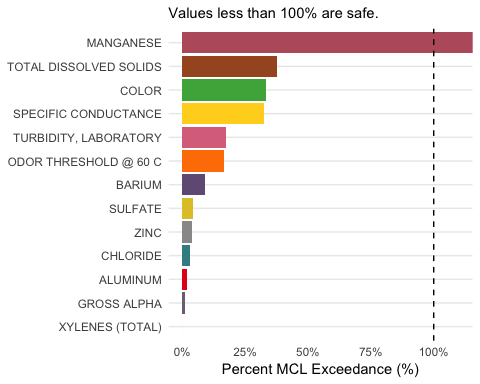 Values less than 100% are safe.
MANGANESE
TOTAL DISSOLVED SOLIDS
COLOR
SPECIFIC CONDUCTANCE
TURBIDITY, LABORATORY
ODOR THRESHOLD @ 60 C
BARIUM
SULFATE
ZINC
CHLORIDE
ALUMINUM
GROSS ALPHA
XYLENES (TOTAL)
0% 25% 50% 75% 100%
Percent MCL Exceedance (%)